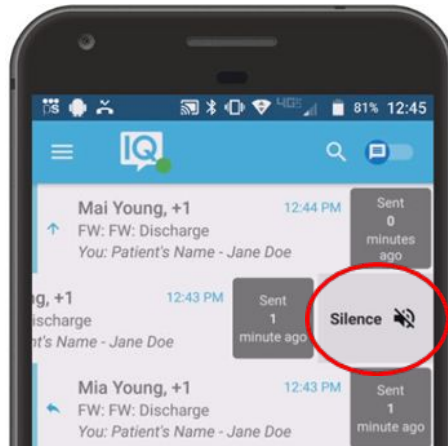 81% 12:45
IQ
Mai Young, +1 12:44 PM
FW: FW: Discharge
You: Patient's Name - Jane Doe
Sent
0
minutes
ago
ng, +1 12:43 PM
ischarge
nt's Name - Jane Doe
Sent
1
minute ago
Silence
Mia Young, +1 12:43 PM
FW: FW: Discharge
You: Patient's Name - Jane Doe
Sent
1
minute ago